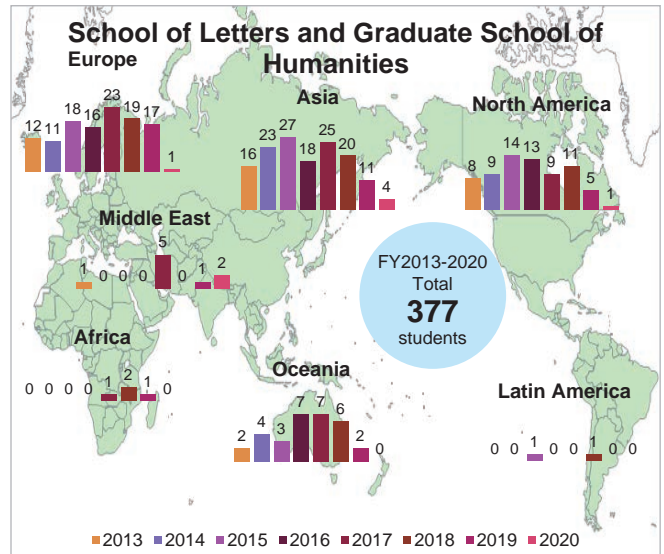 School of Letters and Graduate School of
Humanities
Europe
12 11 18 16 23 19 17 1
Asia
16 23 27 18 25 20 11 4
North America
8 9 14 13 9 11 5 1
Middle East
1 0 0 0 5 0 1 2
FY2013-2020
Total
377
students
Africa
0 0 0 0 1 2 1 0
Oceania
2 4 3 7 7 6 2 0
Latin America
0 0 1 0 0 1 0 0
2013 2014 2015 2016 2017 2018 2019 2020